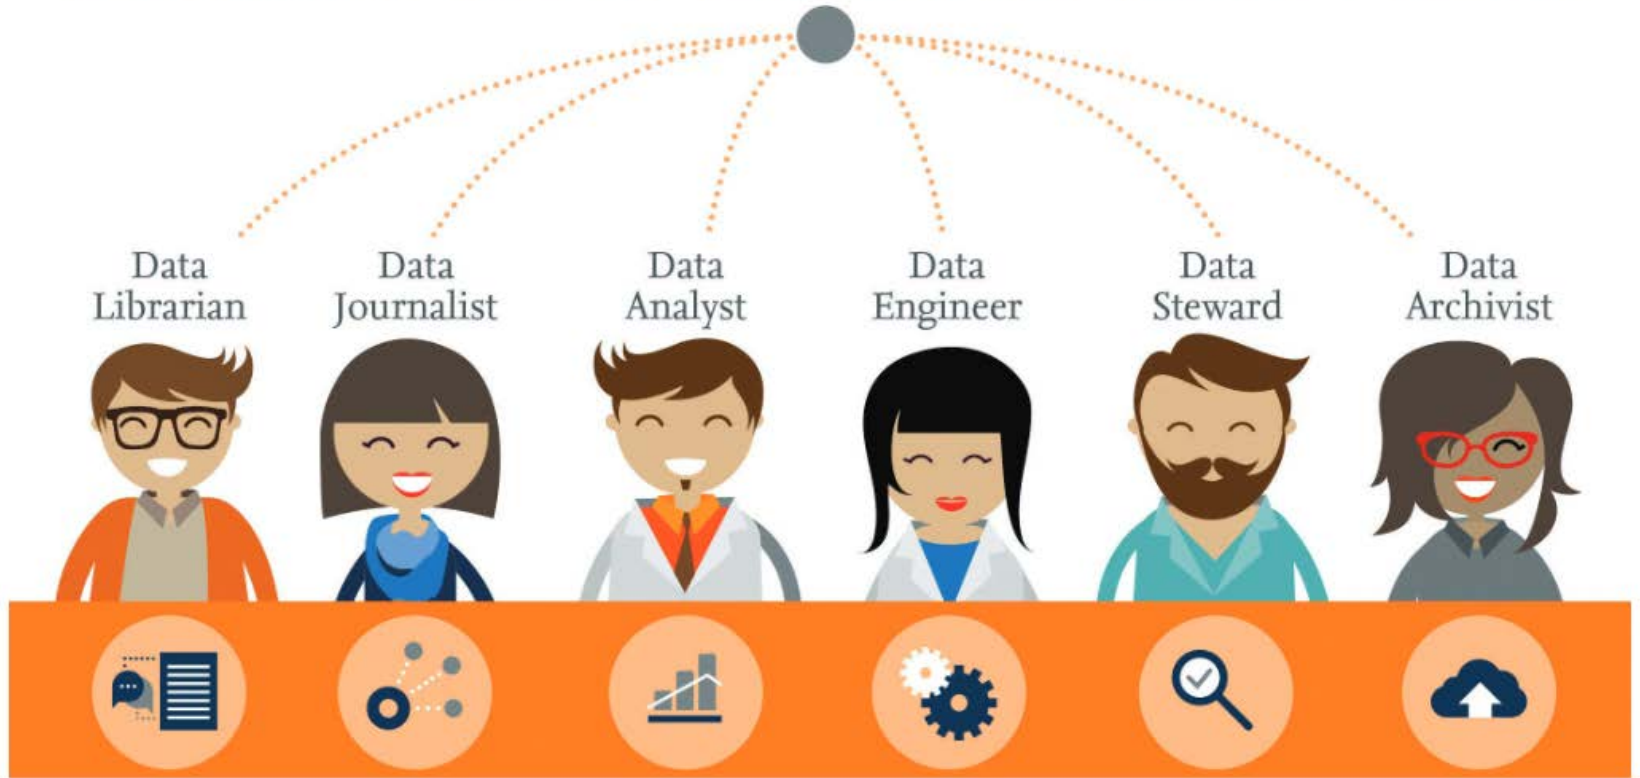 Data
Librarian
Data
Journalist
Data
Analyst
Data
Engineer
Data
Steward
Data
Archivist